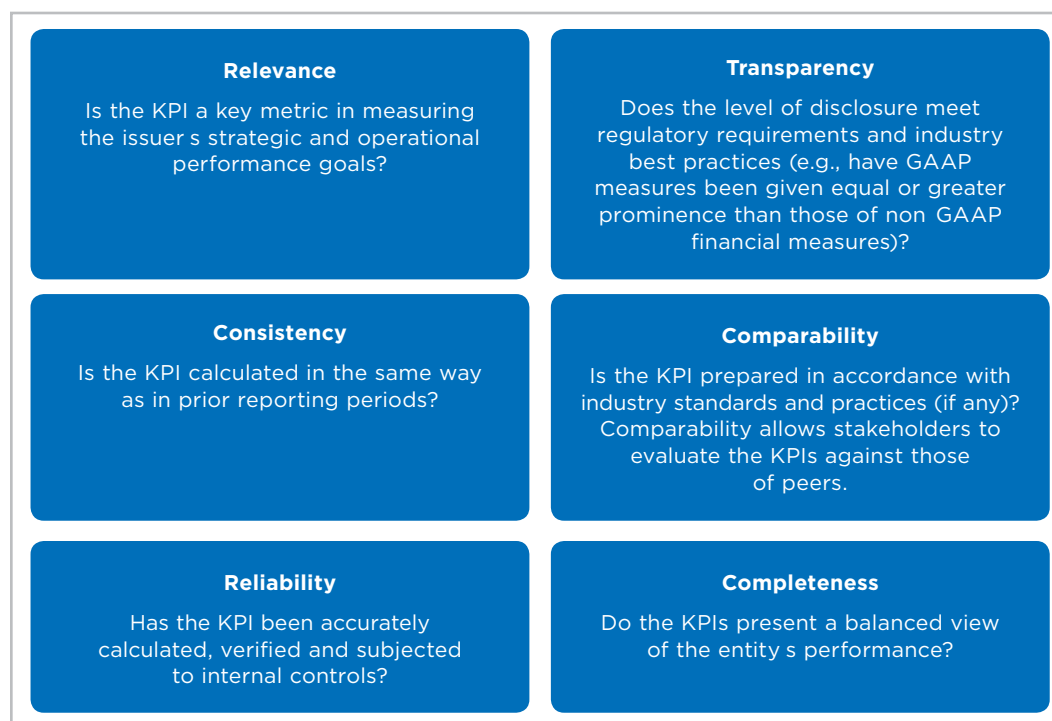 Relevance
Is the KPI a key metric in measuring
the issuer s strategic and operational
performance goals?
Transparency
Does the level of disclosure meet
regulatory requirements and industry
best practices (e.g., have GAAP
measures been given equal or greater
prominence than those of non GAAP
financial measures)?
Consistency
Is the KPI calculated in the same way
as in prior reporting periods?
Comparability
Is the KPI prepared in accordance with
industry standards and practices (if any)?
Comparability allows stakeholders to
evaluate the KPIs against those
of peers.
Reliability
Has the KPI been accurately
calculated, verified and subjected
to internal controls?
Completeness
Do the KPIs present a balanced view
of the entity s performance?